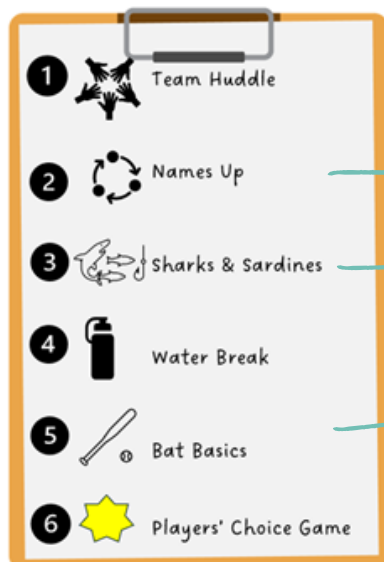 1 Team Huddle
2 Names Up
3 Sharks & Sardines
4 Water Break
5 Bat Basics
6 Players' Choice Game